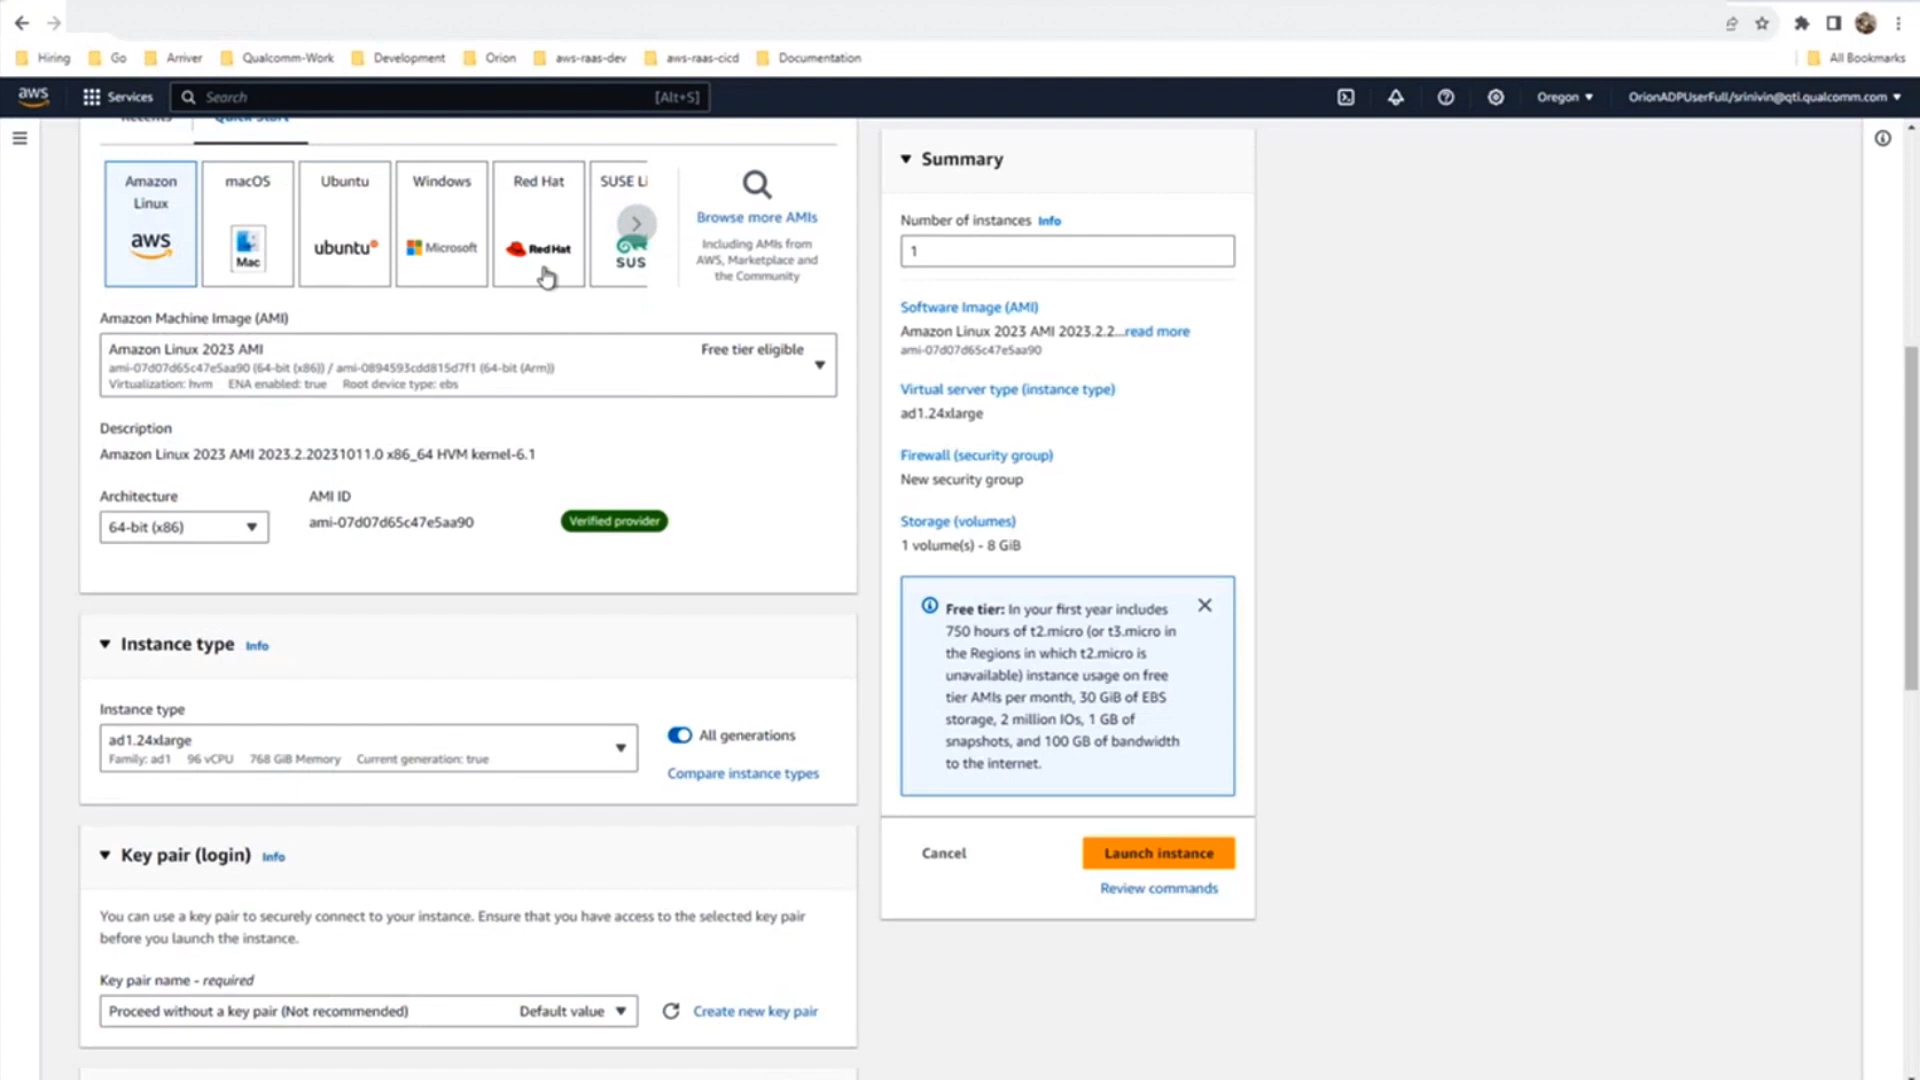 Hiring
Go
Arriver
Qualcomm-Work
Development
Orion
aws-raas-dev
aws-raas-cicd
Documentation
All Bookmarks
aws
Services
Search
[Alt+S]
Oregon
OrionADPUserFull/srinivin@qti.qualcomm.com
Recents
Quick Start
Amazon
Linux
aws
macOS
Mac
Ubuntu
ubuntu
Windows
Microsoft
Red Hat
Red Hat
SUSE Li
SUS
Browse more AMIs
Including AMIs from
AWS, Marketplace and
the Community
Amazon Machine Image (AMI)
Amazon Linux 2023 AMI
Free tier eligible
ami-07d07d65c47e5aa90 (64-bit (x86)) / ami-0894593cdd815d7f1 (64-bit (Arm))
Virtualization: hvm ENA enabled: true Root device type: ebs
Description
Amazon Linux 2023 AMI 2023.2.20231011.0 x86_64 HVM kernel-6.1
Architecture
64-bit (x86)
AMI ID
ami-07d07d65c47e5aa90
Verified provider
Instance type Info
Instance type
ad1.24xlarge
Family: ad1 96 vCPU 768 GiB Memory Current generation: true
All generations
Compare instance types
Key pair (login) Info
You can use a key pair to securely connect to your instance. Ensure that you have access to the selected key pair
before you launch the instance.
Key pair name - required
Proceed without a key pair (Not recommended)
Default value
Create new key pair
Summary
Number of instances Info
1
Software Image (AMI)
Amazon Linux 2023 AMI 2023.2.2...read more
ami-07d07d65c47e5aa90
Virtual server type (instance type)
ad1.24xlarge
Firewall (security group)
New security group
Storage (volumes)
1 volume(s) - 8 GiB
Free tier: In your first year includes
750 hours of t2.micro (or t3.micro in
the Regions in which t2.micro is
unavailable) instance usage on free
tier AMIs per month, 30 GiB of EBS
storage, 2 million IOs, 1 GB of
snapshots, and 100 GB of bandwidth
to the internet.
Cancel
Launch instance
Review commands